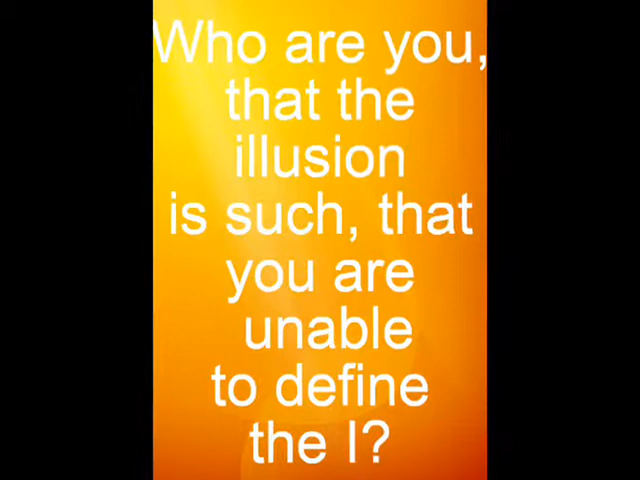 Who are you,
that the
illusion
is such, that
you are
unable
to define
the I?